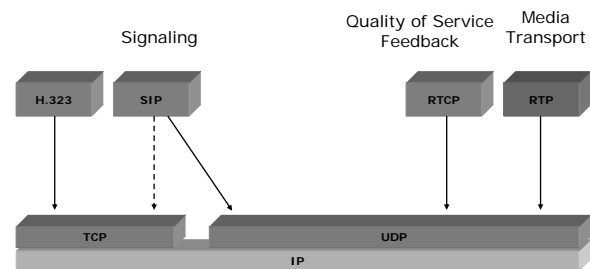 Signaling
Quality of Service
Feedback
Media
Transport
H.323
SIP
RTCP
RTP
TCP
UDP
IP